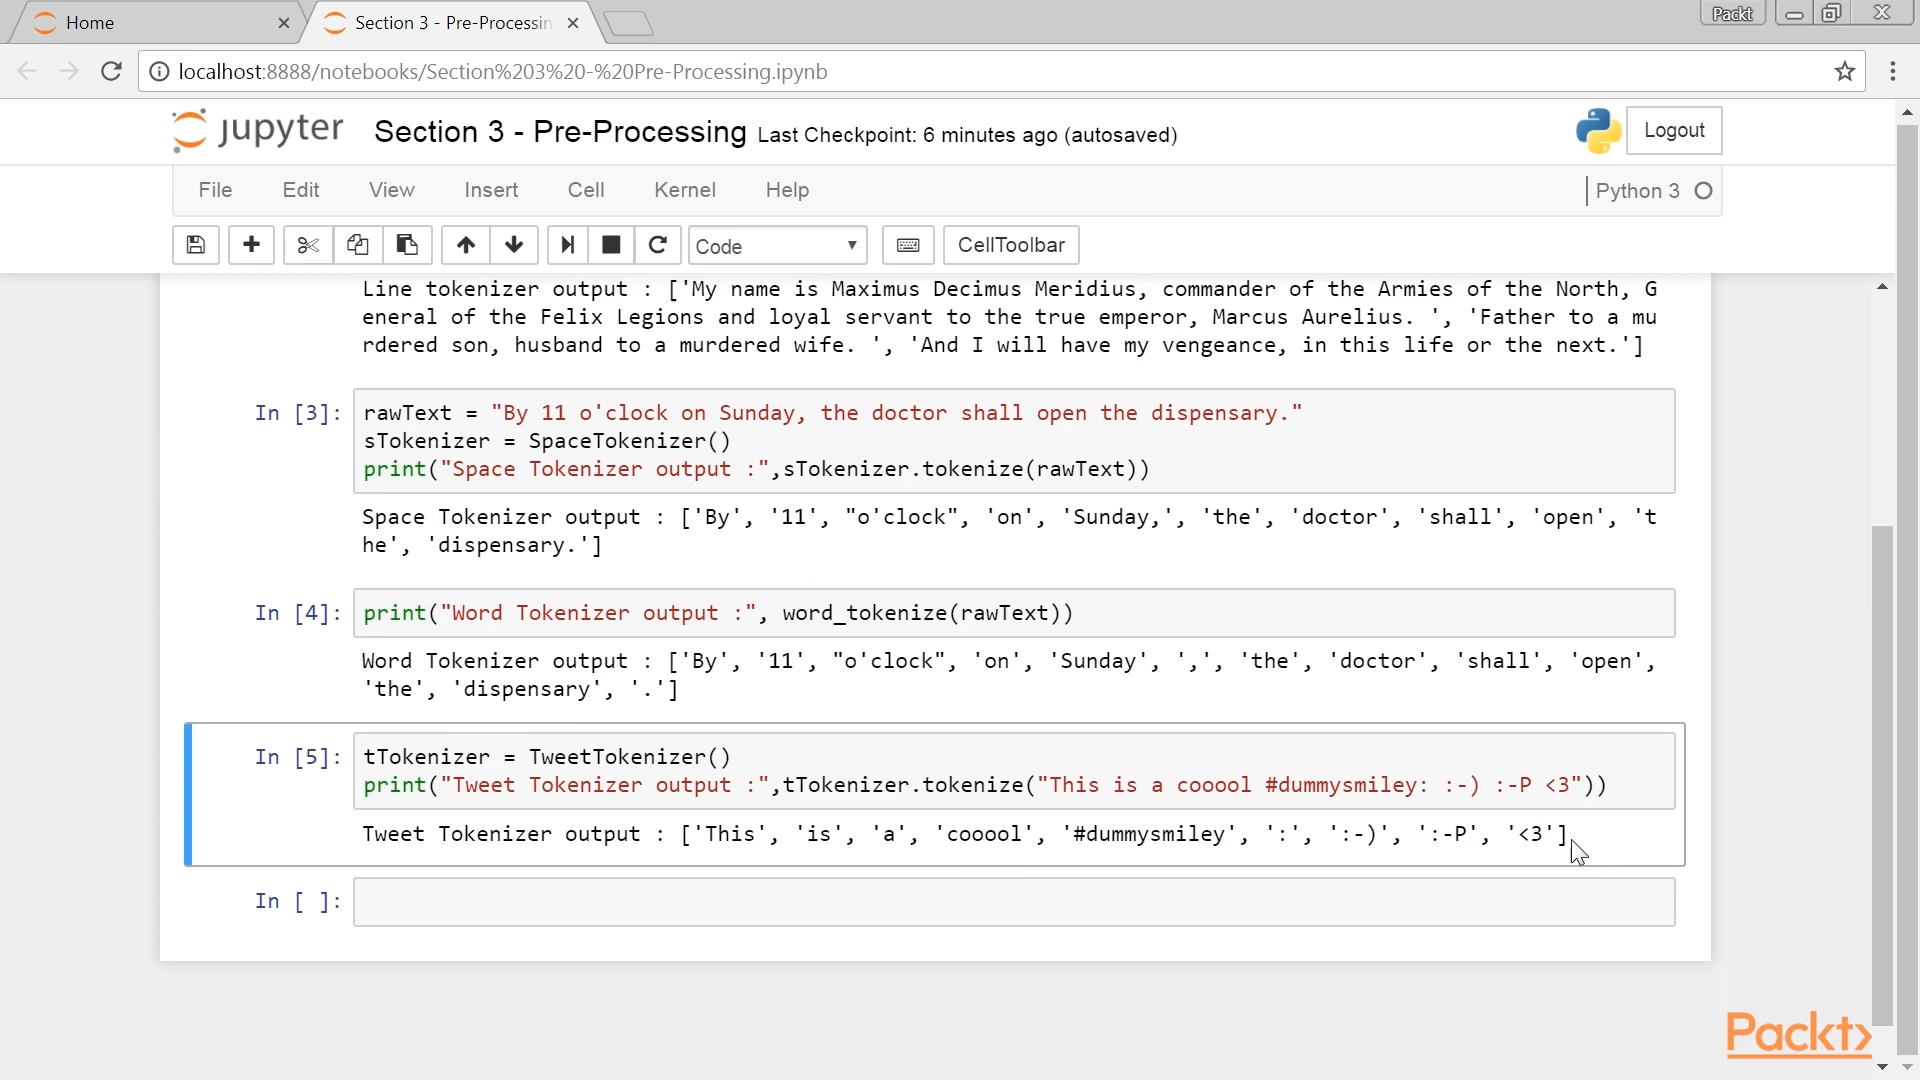 Home
Section 3 - Pre-Processin
Packt
localhost:8888/notebooks/Section%203%20-%20Pre-Processing.ipynb
jupyter Section 3 - Pre-Processing Last Checkpoint: 6 minutes ago (autosaved)
Logout
File Edit View Insert Cell Kernel Help
Python 3
Code
CellToolbar
Line tokenizer output : ['My name is Maximus Decimus Meridius, commander of the Armies of the North, G
eneral of the Felix Legions and loyal servant to the true emperor, Marcus Aurelius. ', 'Father to a mu
rdered son, husband to a murdered wife. ', 'And I will have my vengeance, in this life or the next.']
In [3]: rawText = "By 11 o'clock on Sunday, the doctor shall open the dispensary."
sTokenizer = SpaceTokenizer()
print("Space Tokenizer output :",sTokenizer.tokenize(rawText))
Space Tokenizer output : ['By', '11', "o'clock", 'on', 'Sunday,', 'the', 'doctor', 'shall', 'open', 't
he', 'dispensary.']
In [4]: print("Word Tokenizer output :", word_tokenize(rawText))
Word Tokenizer output : ['By', '11', "o'clock", 'on', 'Sunday', ',', 'the', 'doctor', 'shall', 'open',
'the', 'dispensary', '.']
In [5]: tTokenizer = TweetTokenizer()
print("Tweet Tokenizer output :",tTokenizer.tokenize("This is a cooool #dummysmiley: :-) :-P <3"))
Tweet Tokenizer output : ['This', 'is', 'a', 'cooool', '#dummysmiley', ':', ':-)', ':-P', '<3']
In [ ]:
Packt>